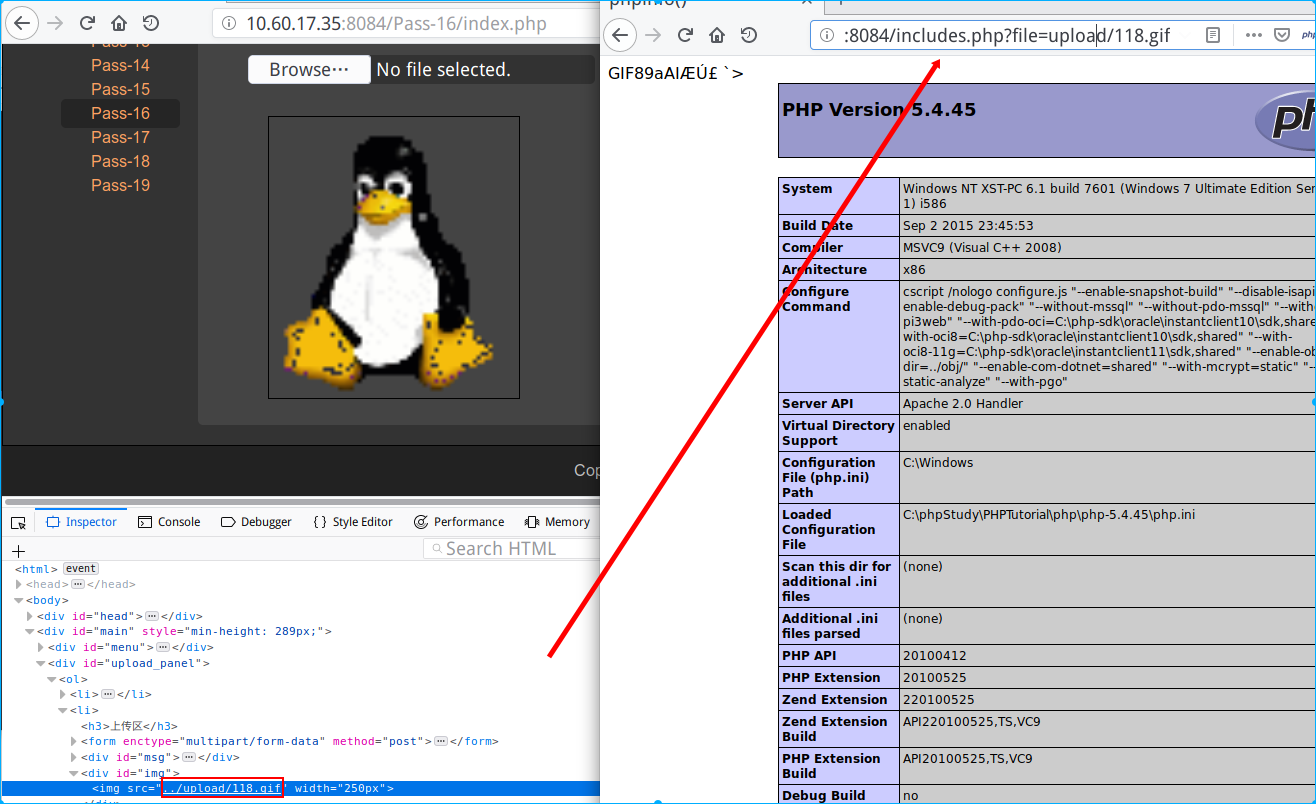 10.60.17.35:8084/Pass-16/index.php
Pass-14
Pass-15
Pass-16
Pass-17
Pass-18
Pass-19
Browse… No file selected.
Inspector Console Debugger { } Style Editor Performance Memory
+ Search HTML
<html> event
<head> … </head>
<body>
<div id="head"> … </div>
<div id="main" style="min-height: 289px;">
<div id="menu"> … </div>
<div id="upload_panel">
<ol>
<li> … </li>
<li>
<h3>上传区</h3>
<form enctype="multipart/form-data" method="post"> … </form>
<div id="msg"> … </div>
<div id="img">
<img src="../upload/118.gif" width="250px">
:8084/includes.php?file=upload/118.gif
GIF89aAIÆÚ£ `>
PHP Version 5.4.45
System Windows NT XST-PC 6.1 build 7601 (Windows 7 Ultimate Edition Ser
1) i586
Build Date Sep 2 2015 23:45:53
Compiler MSVC9 (Visual C++ 2008)
Architecture x86
Configure cscript /nologo configure.js "--enable-snapshot-build" "--disable-isapi
Command enable-debug-pack" "--without-mssql" "--without-pdo-mssql" "--with
pi3web" "--with-pdo-oci=C:\php-sdk\oracle\instantclient10\sdk,share
with-oci8=C:\php-sdk\oracle\instantclient10\sdk,shared" "--with-
oci8-11g=C:\php-sdk\oracle\instantclient11\sdk,shared" "--enable-ob
dir=../obj/" "--enable-com-dotnet=shared" "--with-mcrypt=static" "--
static-analyze" "--with-pgo"
Server API Apache 2.0 Handler
Virtual Directory enabled
Support
Configuration C:\Windows
File (php.ini)
Path
Loaded C:\phpStudy\PHPTutorial\php\php-5.4.45\php.ini
Configuration
File
Scan this dir for (none)
additional .ini
files
Additional .ini (none)
files parsed
PHP API 20100412
PHP Extension 20100525
Zend Extension 220100525
Zend Extension API220100525,TS,VC9
Build
PHP Extension API20100525,TS,VC9
Build
Debug Build no